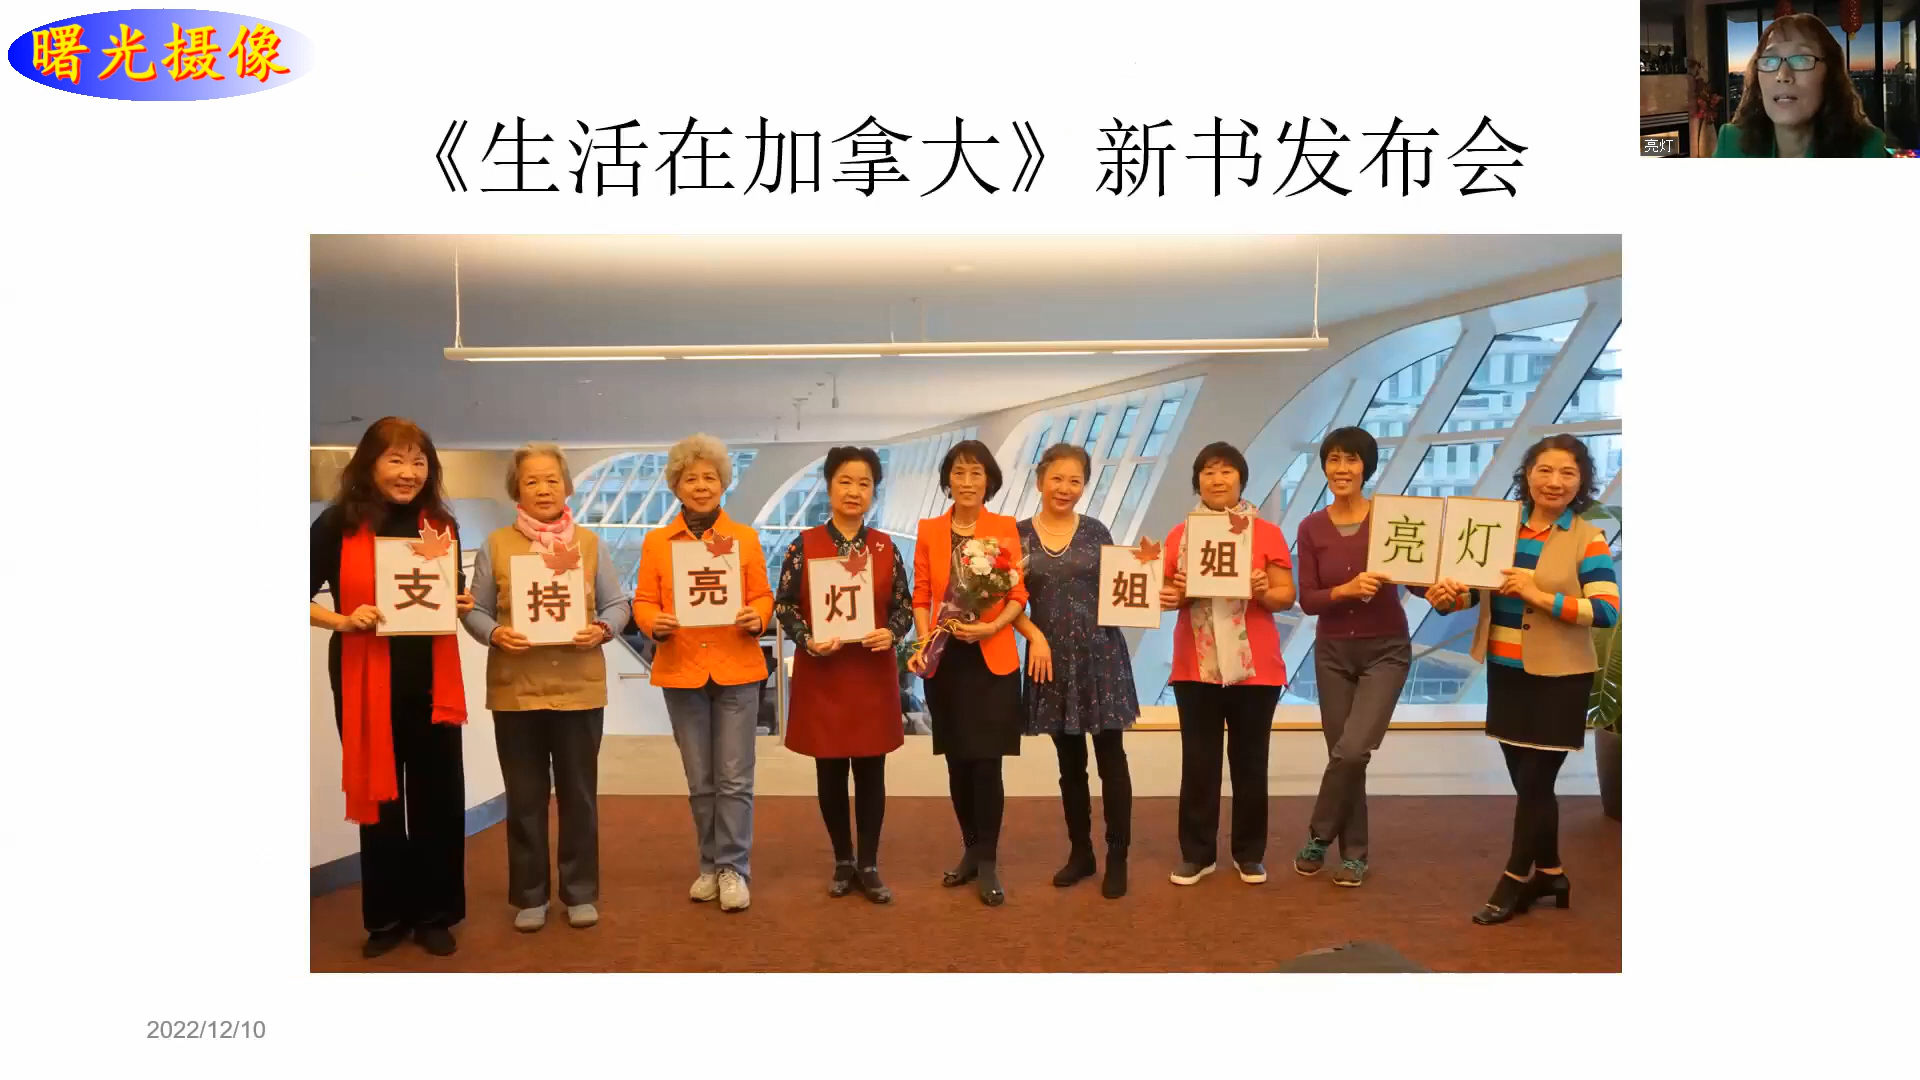 曙光摄像
亮灯
《生活在加拿大》新书发布会
支 持 亮 灯 姐 姐 亮 灯
2022/12/10